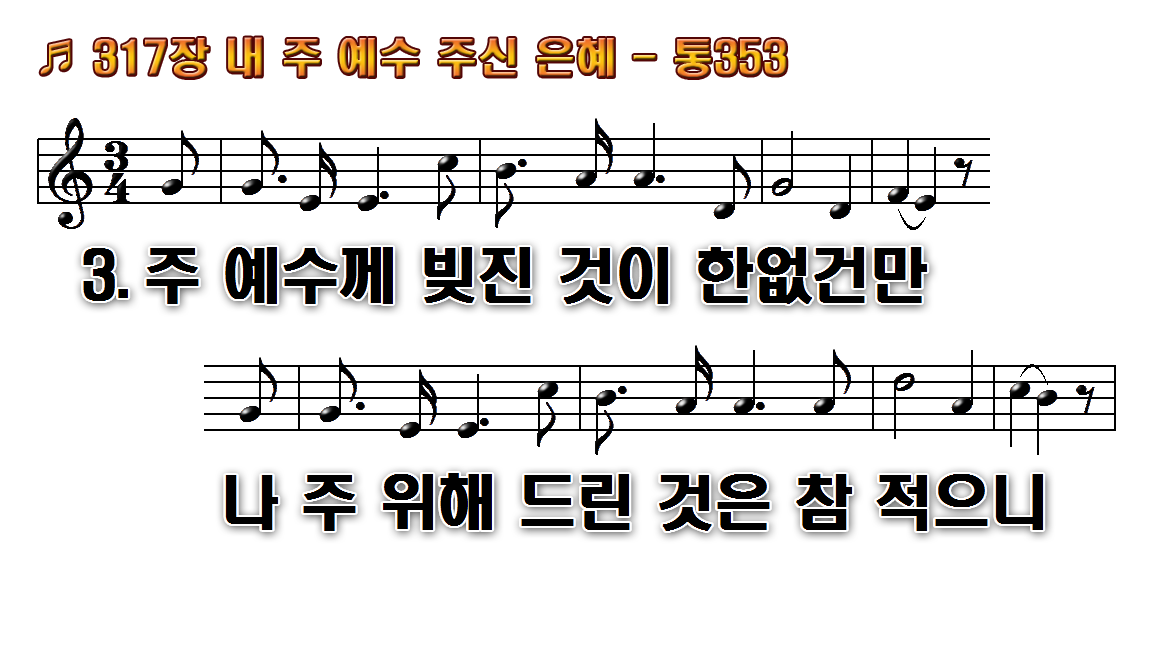 ♬ 317장 내 주 예수 주신 은혜 - 통353
3. 주 예수께 빚진 것이 한없건만
나 주 위해 드린 것은 참 적으니